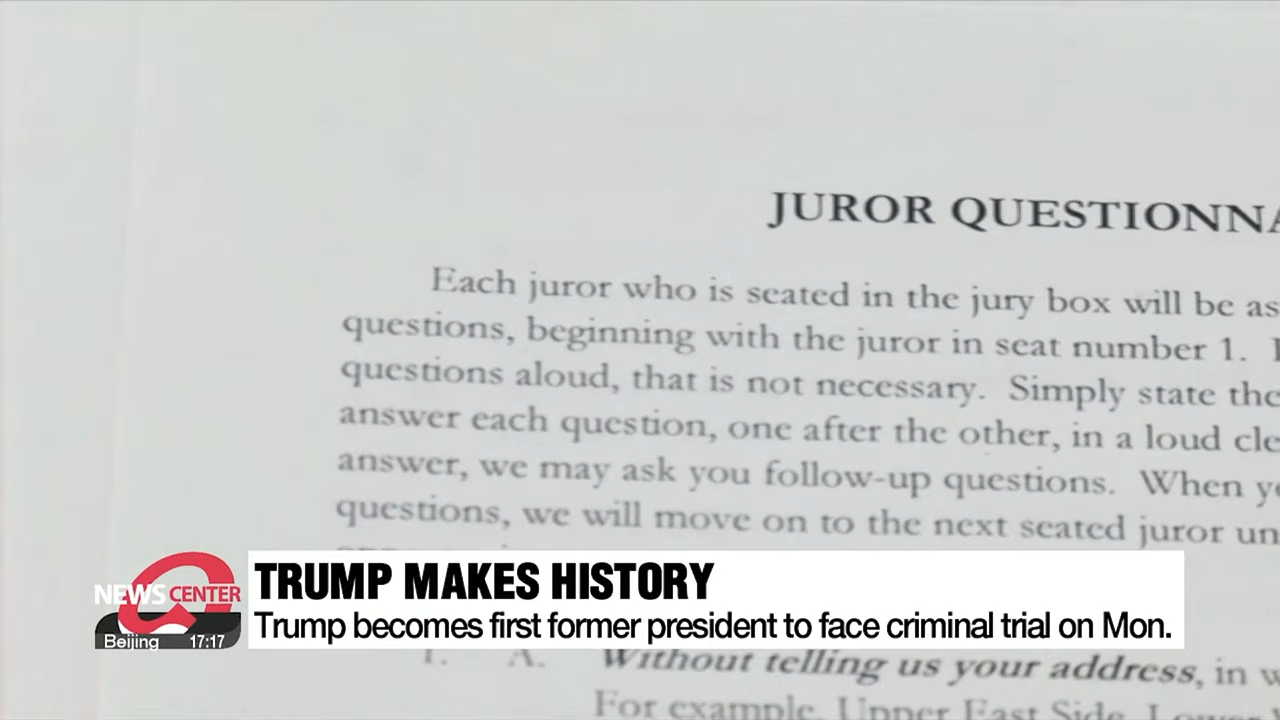 JUROR QUESTIONNA
Each juror who is seated in the jury box will be as
questions, beginning with the juror in seat number 1.
questions aloud, that is not necessary. Simply state the
answer each question, one after the other, in a loud cle
answer, we may ask you follow-up questions. When y
questions, we will move on to the next seated juror un
NEWS CENTER
Beijing 17:17
TRUMP MAKES HISTORY
Trump becomes first former president to face criminal trial on Mon.
1. A. Without telling us your address, in w
For example, Upper East Side, Lower